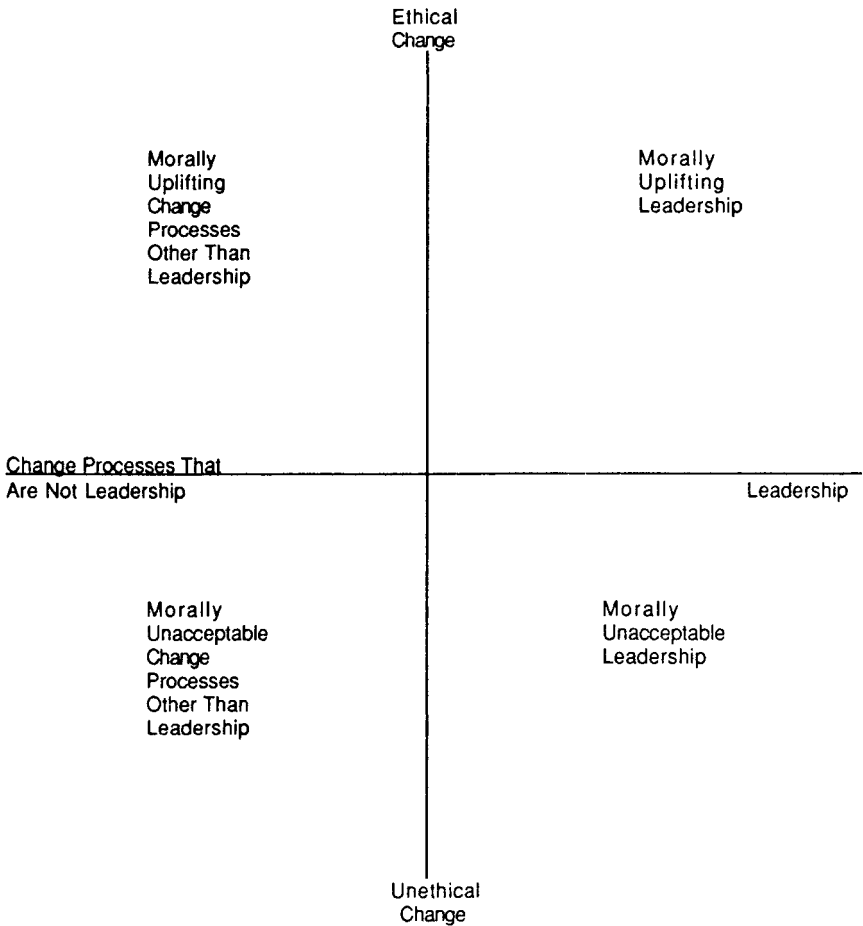 Ethical
Change
Morally
Uplifting
Change
Processes
Other Than
Leadership
Morally
Uplifting
Leadership
Change Processes That
Are Not Leadership
Leadership
Morally
Unacceptable
Change
Processes
Other Than
Leadership
Morally
Unacceptable
Leadership
Unethical
Change